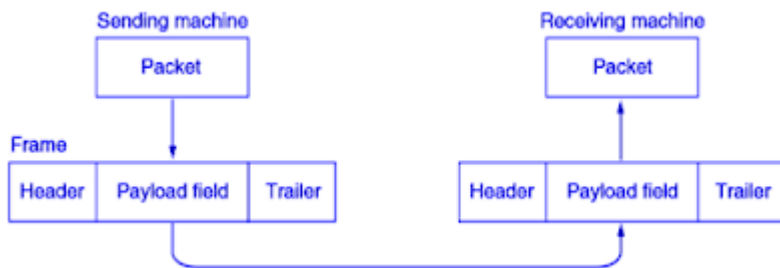 Sending machine
Receiving machine
Packet
Packet
Frame
Header
Payload field
Trailer
Header
Payload field
Trailer